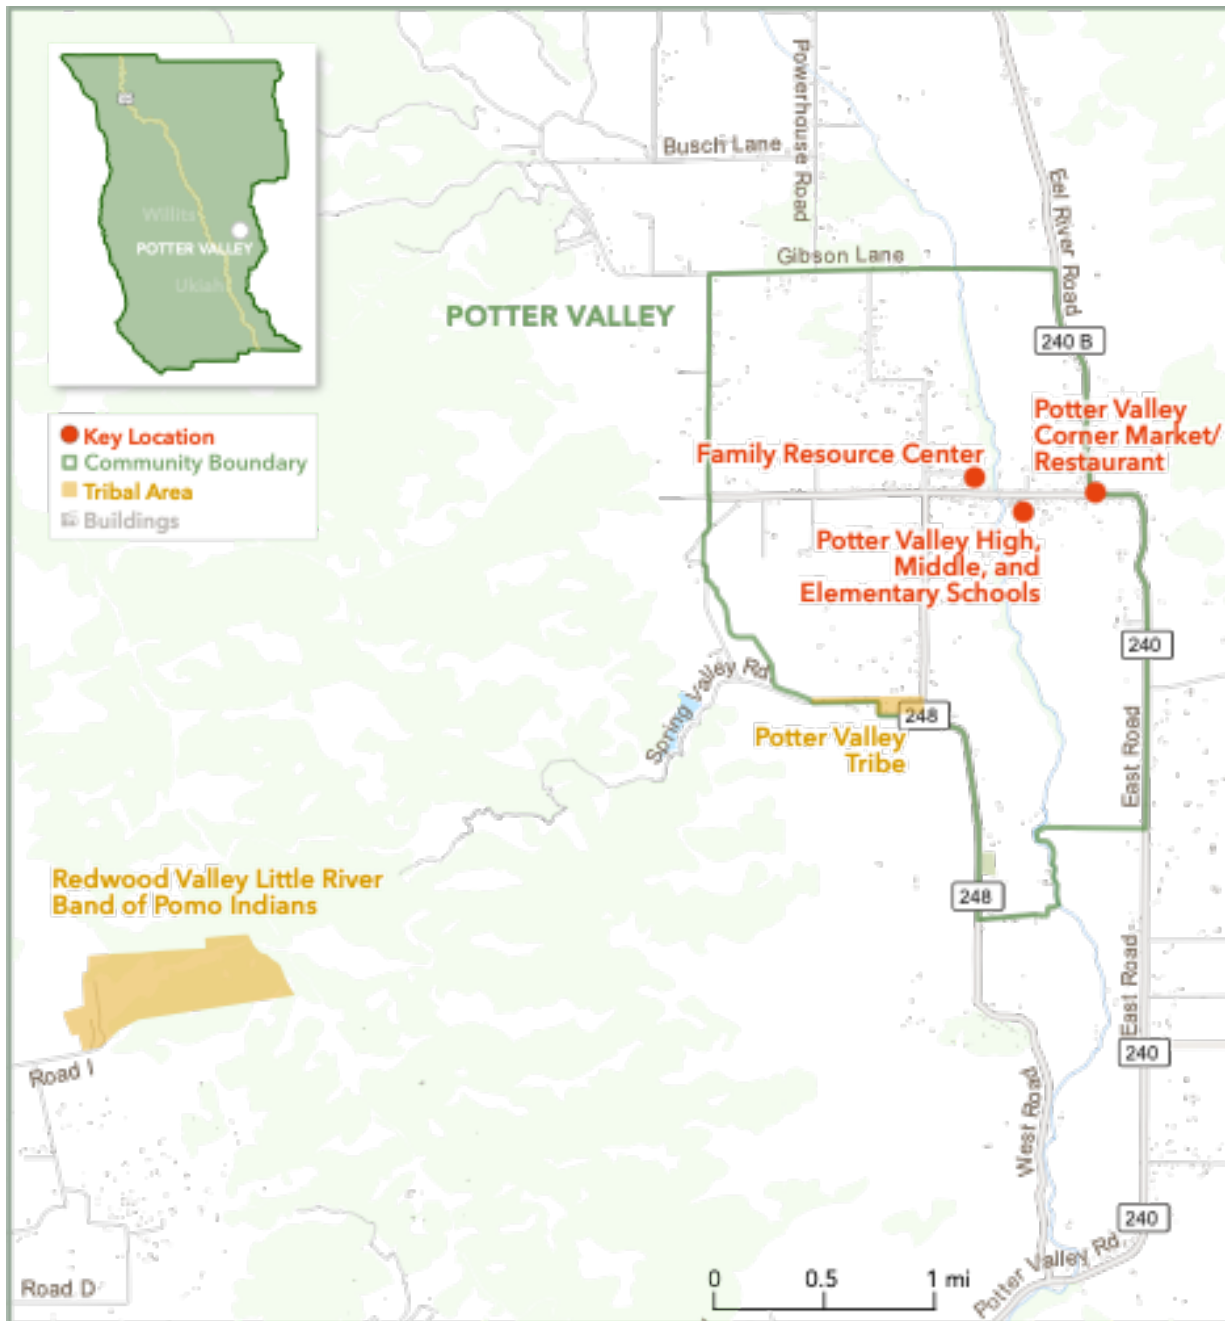 Willits
POTTER VALLEY
Ukiah
Key Location
Community Boundary
Tribal Area
Buildings
Powerhouse Road
Busch Lane
Eel River Road
Gibson Lane
POTTER VALLEY
240 B
Potter Valley
Corner Market/
Restaurant
Family Resource Center
Potter Valley High,
Middle, and
Elementary Schools
240
Spring Valley Rd
248
Potter Valley
Tribe
East Road
Redwood Valley Little River
Band of Pomo Indians
248
East Road
240
Road I
West Road
240
Potter Valley Rd
Road D
0 0.5 1 mi